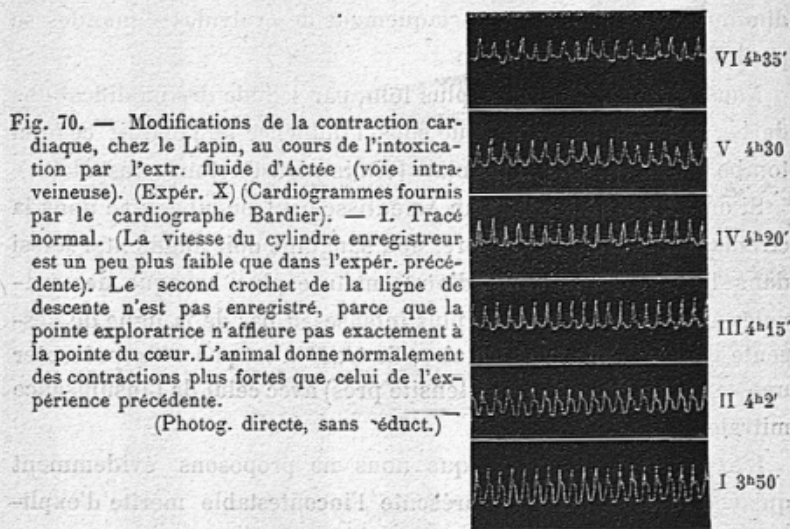 VI 4ʰ35'
Fig. 70. — Modifications de la contraction car-
diaque, chez le Lapin, au cours de l'intoxica-
tion par l'extr. fluide d'Actée (voie intra-
veineuse). (Expér. X) (Cardiogrammes fournis
par le cardiographe Bardier). — I. Tracé
normal. (La vitesse du cylindre enregistreur
est un peu plus faible que dans l'expér. précé-
dente). Le second crochet de la ligne de
descente n'est pas enregistré, parce que la
pointe exploratrice n'affleure pas exactement à
la pointe du cœur. L'animal donne normalement
des contractions plus fortes que celui de l'ex-
périence précédente.
(Photog. directe, sans réduct.)
V 4ʰ30
IV 4ʰ20'
III 4ʰ15'
II 4ʰ2'
I 3ʰ50'